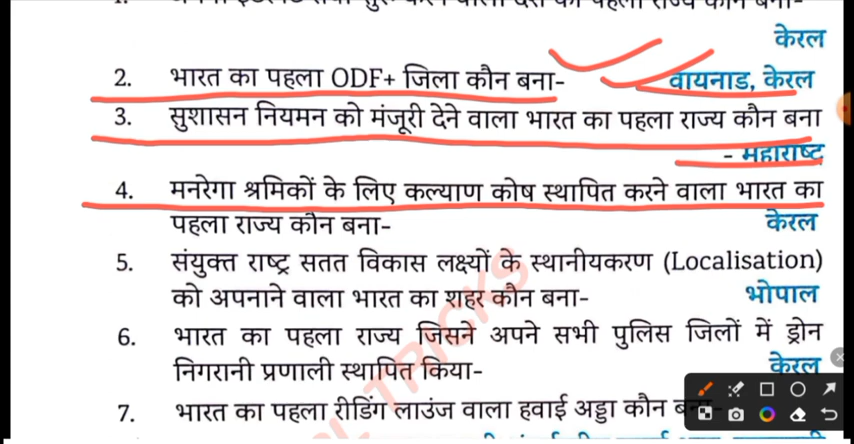 केरल
2. भारत का पहला ODF+ जिला कौन बना- वायनाड, केरल
3. सुशासन नियमन को मंजूरी देने वाला भारत का पहला राज्य कौन बना
- महाराष्ट्र
4. मनरेगा श्रमिकों के लिए कल्याण कोष स्थापित करने वाला भारत का
पहला राज्य कौन बना- केरल
5. संयुक्त राष्ट्र सतत विकास लक्ष्यों के स्थानीयकरण (Localisation)
को अपनाने वाला भारत का शहर कौन बना- भोपाल
6. भारत का पहला राज्य जिसने अपने सभी पुलिस जिलों में ड्रोन
निगरानी प्रणाली स्थापित किया- केरल
7. भारत का पहला रीडिंग लाउंज वाला हवाई अड्डा कौन
TRICKS